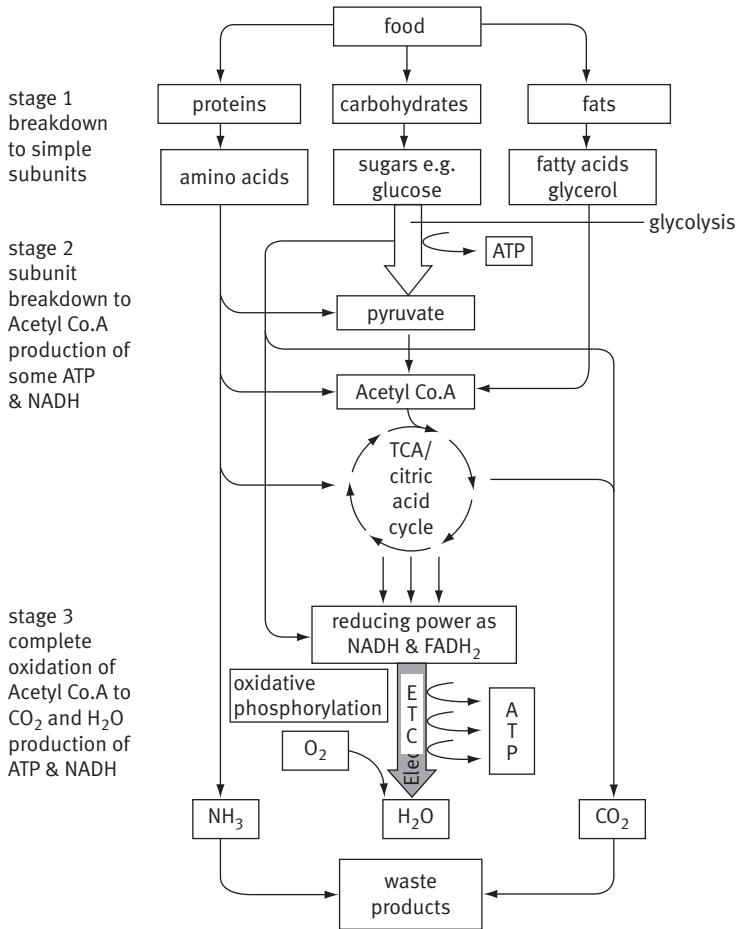 food
stage 1
breakdown
to simple
subunits
proteins
carbohydrates
fats
amino acids
sugars e.g.
glucose
fatty acids
glycerol
glycolysis
stage 2
subunit
breakdown to
Acetyl Co.A
production of
some ATP
& NADH
ATP
pyruvate
Acetyl Co.A
TCA/
citric
acid
cycle
stage 3
complete
oxidation of
Acetyl Co.A to
CO₂ and H₂O
production of
ATP & NADH
reducing power as
NADH & FADH₂
oxidative
phosphorylation
E
T
C
Elec
A
T
P
O₂
NH₃
H₂O
CO₂
waste
products